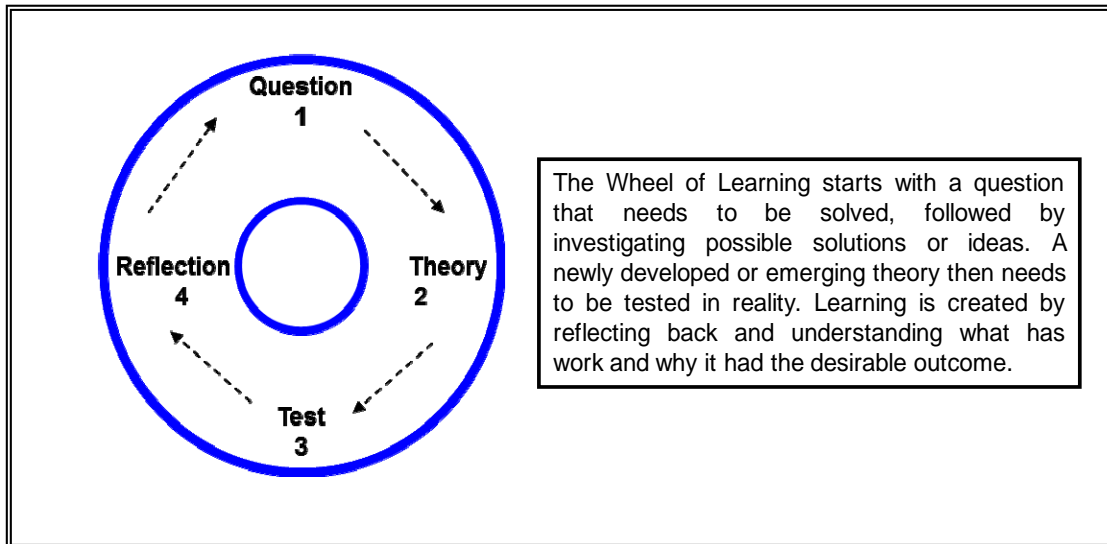 Question
1
Reflection
4
Theory
2
Test
3
The Wheel of Learning starts with a question
that needs to be solved, followed by
investigating possible solutions or ideas. A
newly developed or emerging theory then needs
to be tested in reality. Learning is created by
reflecting back and understanding what has
work and why it had the desirable outcome.